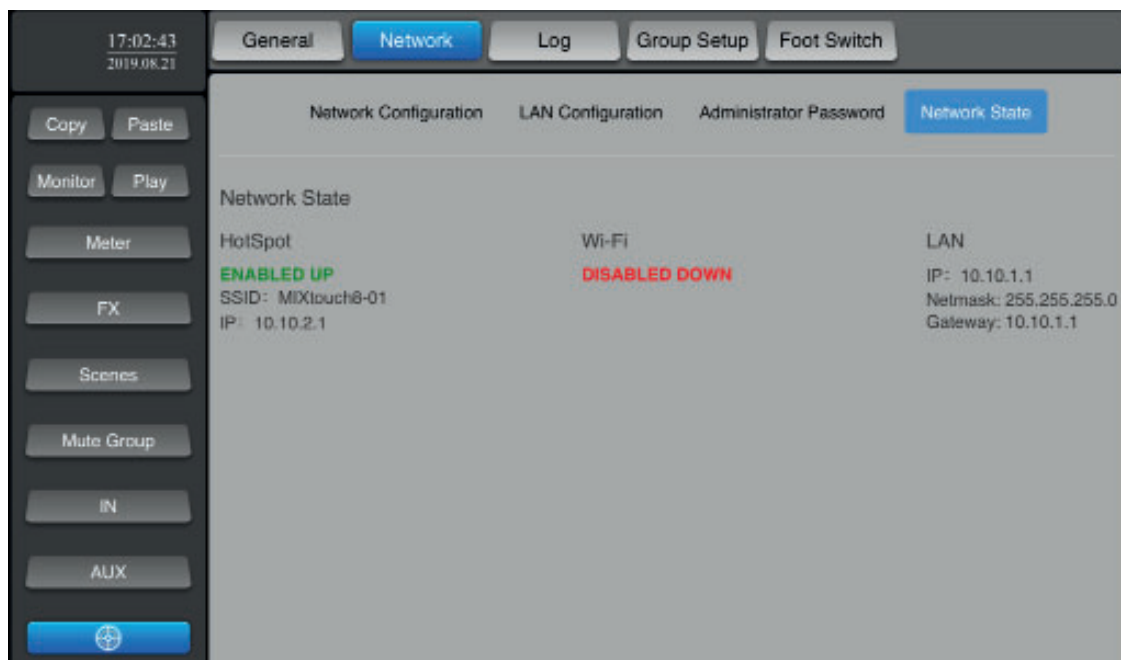 17:02:43
2019.08.21
General Network Log Group Setup Foot Switch
Copy Paste
Monitor Play
Meter
FX
Scenes
Mute Group
IN
AUX
Network Configuration LAN Configuration Administrator Password Network State
Network State
HotSpot
ENABLED UP
SSID: MIXtouch8-01
IP: 10.10.2.1
Wi-Fi
DISABLED DOWN
LAN
IP: 10.10.1.1
Netmask: 255.255.255.0
Gateway: 10.10.1.1